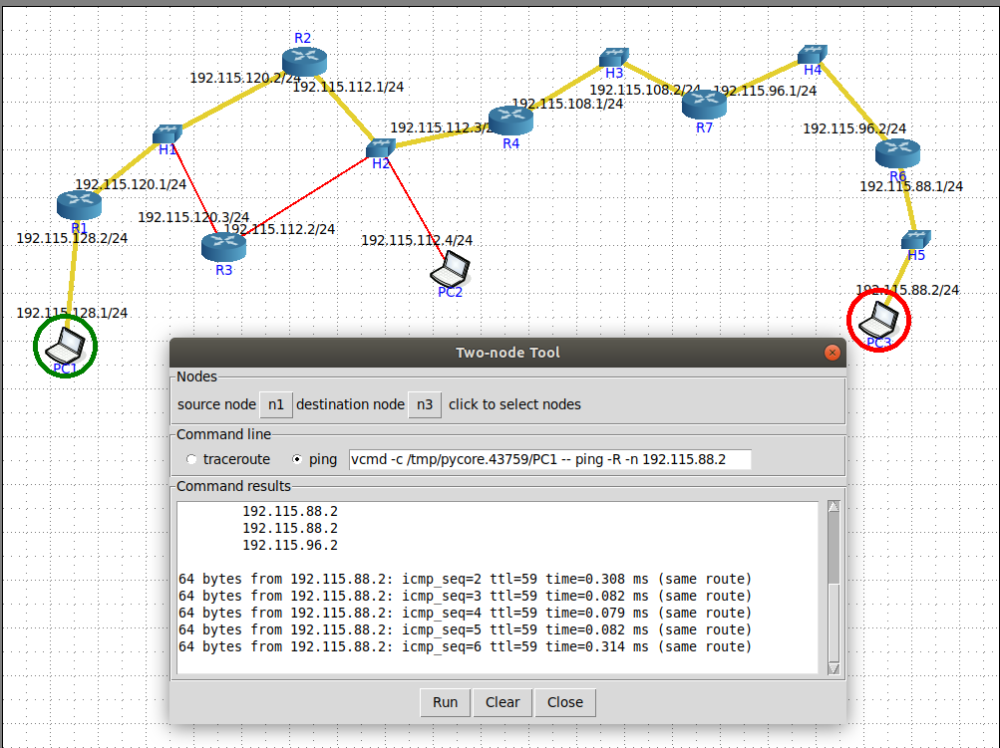 R2
192.115.120.2/24
192.115.112.1/24
H3
192.115.108.2/24
192.115.108.1/24
H4
192.115.96.1/24
R7
192.115.112.3/2
R4
192.115.96.2/24
H1
H2
R6
192.115.88.1/24
192.115.120.1/24
192.115.120.3/24
192.115.112.2/24
R1
192.115.128.2/24
192.115.112.4/24
R3
H5
PC2
192.115.88.2/24
192.115.128.1/24
PC3
PC1
Two-node Tool
Nodes
source node n1 destination node n3 click to select nodes
Command line
traceroute ping vcmd -c /tmp/pycore.43759/PC1 -- ping -R -n 192.115.88.2
Command results
192.115.88.2
192.115.88.2
192.115.96.2
64 bytes from 192.115.88.2: icmp_seq=2 ttl=59 time=0.308 ms (same route)
64 bytes from 192.115.88.2: icmp_seq=3 ttl=59 time=0.082 ms (same route)
64 bytes from 192.115.88.2: icmp_seq=4 ttl=59 time=0.079 ms (same route)
64 bytes from 192.115.88.2: icmp_seq=5 ttl=59 time=0.082 ms (same route)
64 bytes from 192.115.88.2: icmp_seq=6 ttl=59 time=0.314 ms (same route)
Run Clear Close